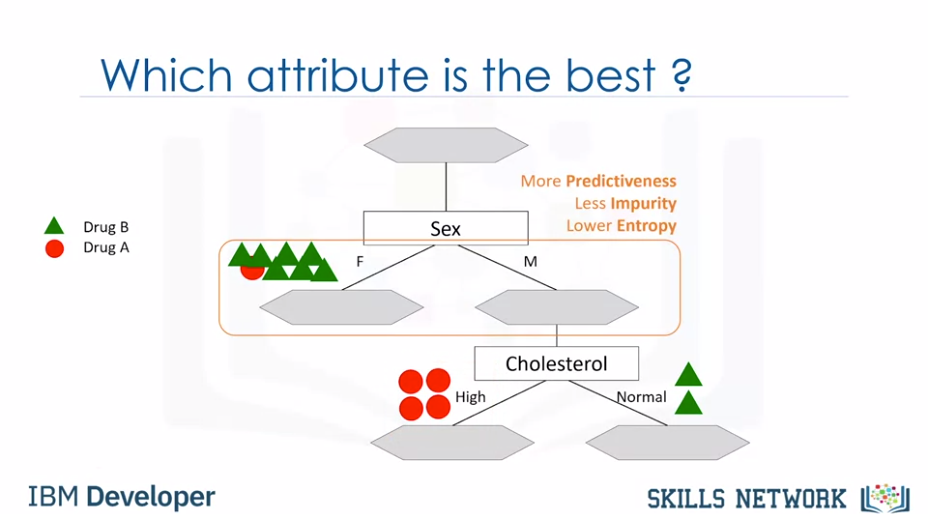 Which attribute is the best ?
More Predictiveness
Less Impurity
Lower Entropy
Drug B
Drug A
Sex
F
M
Cholesterol
High
Normal
IBM Developer
SKILLS NETWORK